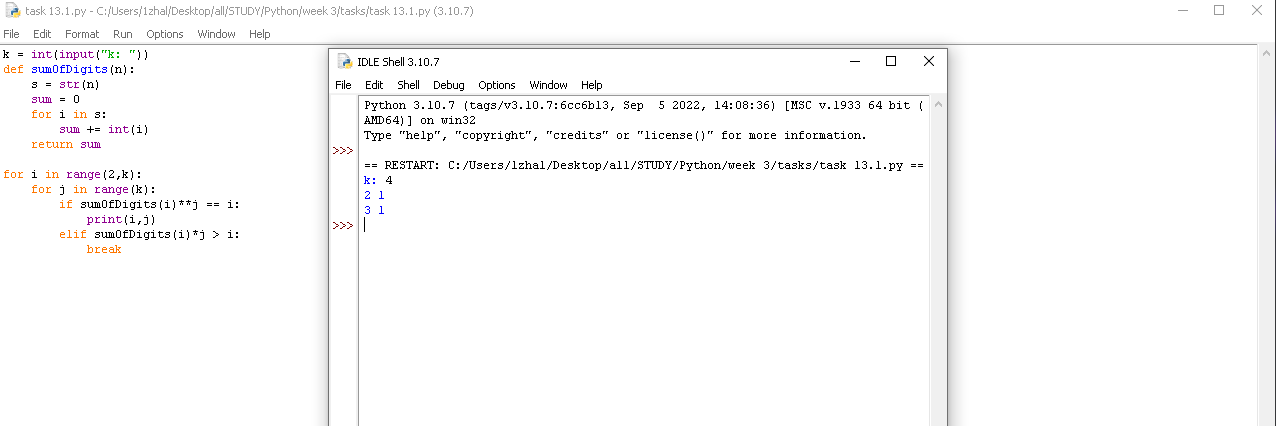 task 13.1.py - C:/Users/1zhal/Desktop/all/STUDY/Python/week 3/tasks/task 13.1.py (3.10.7)
File Edit Format Run Options Window Help
k = int(input("k: "))
def sumOfDigits(n):
    s = str(n)
    sum = 0
    for i in s:
        sum += int(i)
    return sum
for i in range(2,k):
    for j in range(k):
        if sumOfDigits(i)**j == i:
            print(i,j)
        elif sumOfDigits(i)*j > i:
            break
IDLE Shell 3.10.7
File Edit Shell Debug Options Window Help
Python 3.10.7 (tags/v3.10.7:6cc6b13, Sep  5 2022, 14:08:36) [MSC v.1933 64 bit (
AMD64)] on win32
Type "help", "copyright", "credits" or "license()" for more information.
>>>
== RESTART: C:/Users/1zhal/Desktop/all/STUDY/Python/week 3/tasks/task 13.1.py ==
k: 4
2 1
3 1
>>>